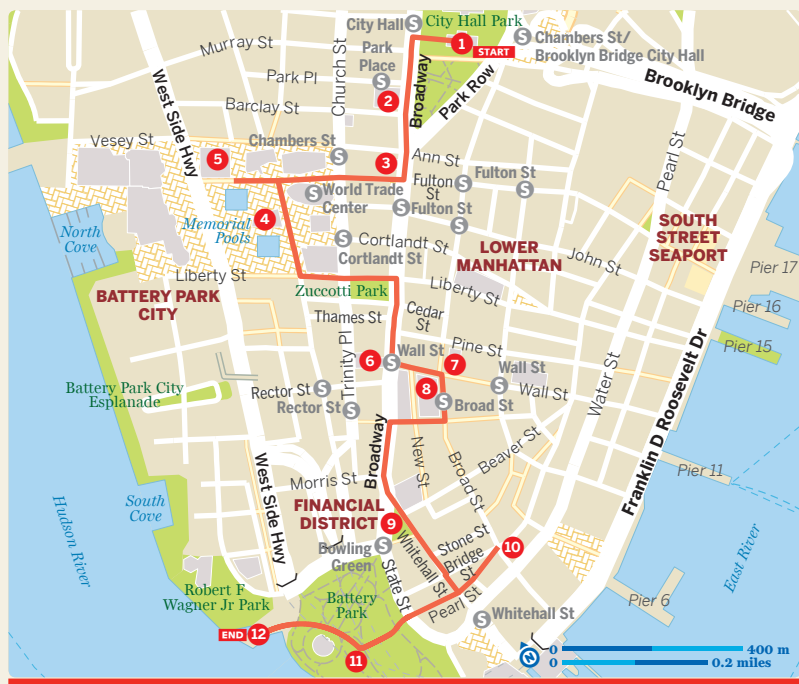 City Hall
S
City Hall Park
1
START
S
Chambers St/
Brooklyn Bridge City Hall
Murray St
Church St
Park
Place
S
Park Pl
2
Broadway
Park Row
Brooklyn Bridge
West Side Hwy
Barclay St
Vesey St
Chambers St
S
5
3
Ann St
Pearl St
Fulton
St
S
Fulton St
S
S
World Trade
Center
S
Fulton St
S
4
Memorial
Pools
North
Cove
S
Cortlandt St
Cortlandt St
LOWER
MANHATTAN
John St
SOUTH
STREET
SEAPORT
Pier 17
Liberty St
BATTERY PARK
CITY
Zuccotti Park
Liberty St
Pier 16
Thames St
Cedar
St
Pine St
Pier 15
6
S
Wall St
7
Wall St
S
Wall St
Trinity Pl
8
Battery Park City
Esplanade
Rector St
S
Rector St
S
S
Broad St
Water St
Franklin D Roosevelt Dr
Broadway
New St
Broad St
Beaver St
Pier 11
West Side Hwy
Morris St
Hudson River
South
Cove
FINANCIAL
DISTRICT
9
Bowling
Green
S
Whitehall St
Stone St
Bridge
St
10
East River
State St
Robert F
Wagner Jr Park
Battery
Park
Pearl St
S
Whitehall St
Pier 6
END
12
11
N
0
400 m
0
0.2 miles